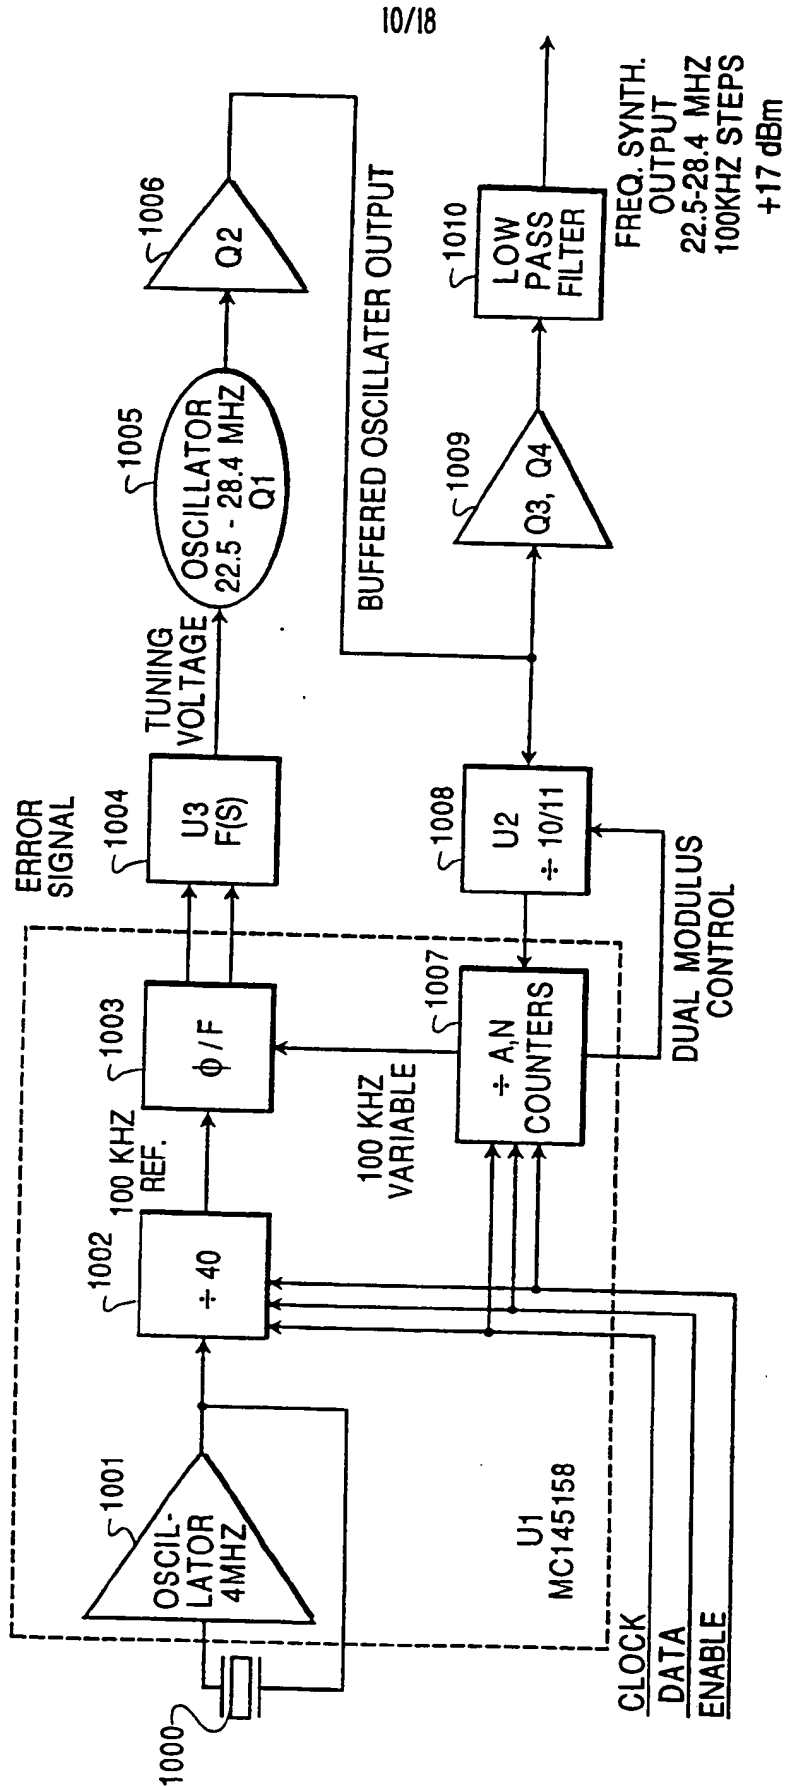 10/18
1000
1001
OSCIL-
LATOR
4MHZ
1002
÷ 40
100 KHZ
REF.
1003
ϕ / F
ERROR
SIGNAL
1004
U3
F(S)
TUNING
VOLTAGE
1005
OSCILLATOR
22.5 - 28.4 MHZ
Q1
1006
Q2
BUFFERED OSCILLATER OUTPUT
U1
MC145158
100 KHZ
VARIABLE
1007
÷ A,N
COUNTERS
1008
U2
÷ 10/11
DUAL MODULUS
CONTROL
1009
Q3, Q4
1010
LOW
PASS
FILTER
FREQ. SYNTH.
OUTPUT
22.5-28.4 MHZ
100KHZ STEPS
+17 dBm
CLOCK
DATA
ENABLE